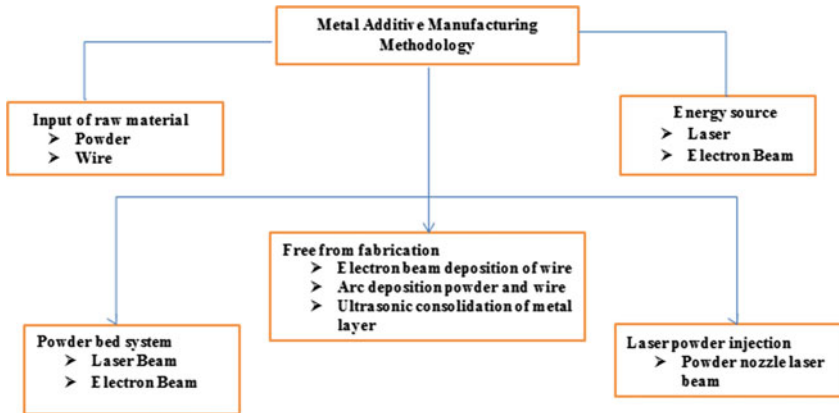 Metal Additive Manufacturing
Methodology
Input of raw material
➤ Powder
➤ Wire
Energy source
➤ Laser
➤ Electron Beam
Free from fabrication
➤ Electron beam deposition of wire
➤ Arc deposition powder and wire
➤ Ultrasonic consolidation of metal
layer
Powder bed system
➤ Laser Beam
➤ Electron Beam
Laser powder injection
➤ Powder nozzle laser
beam